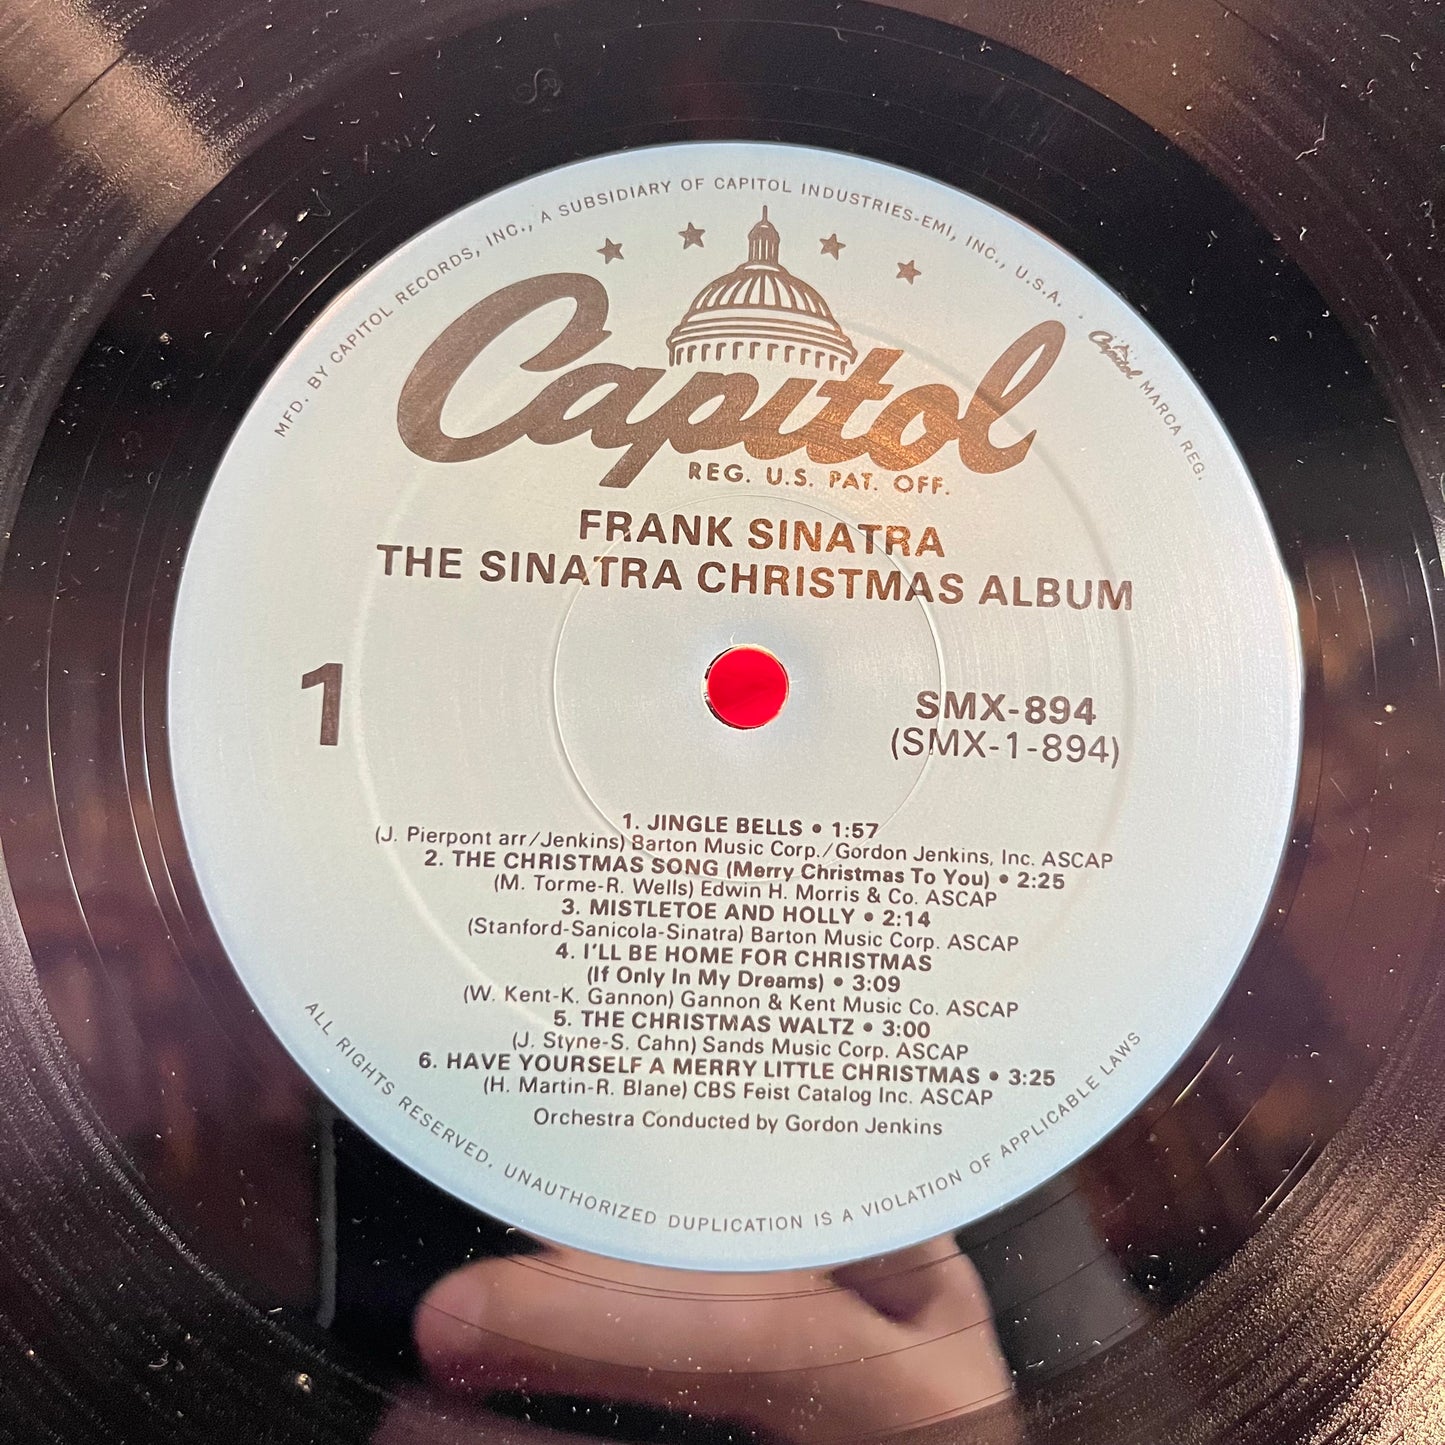 MFD. BY CAPITOL RECORDS, INC., A SUBSIDIARY OF CAPITOL INDUSTRIES-EMI, INC., U.S.A. · Capitol MARCA REG.
Capitol
REG. U.S. PAT. OFF.
FRANK SINATRA
THE SINATRA CHRISTMAS ALBUM
1
SMX-894
(SMX-1-894)
1. JINGLE BELLS • 1:57
(J. Pierpont arr/Jenkins) Barton Music Corp./Gordon Jenkins, Inc. ASCAP
2. THE CHRISTMAS SONG (Merry Christmas To You) • 2:25
(M. Torme-R. Wells) Edwin H. Morris & Co. ASCAP
3. MISTLETOE AND HOLLY • 2:14
(Stanford-Sanicola-Sinatra) Barton Music Corp. ASCAP
4. I'LL BE HOME FOR CHRISTMAS
(If Only In My Dreams) • 3:09
(W. Kent-K. Gannon) Gannon & Kent Music Co. ASCAP
5. THE CHRISTMAS WALTZ • 3:00
(J. Styne-S. Cahn) Sands Music Corp. ASCAP
6. HAVE YOURSELF A MERRY LITTLE CHRISTMAS • 3:25
(H. Martin-R. Blane) CBS Feist Catalog Inc. ASCAP
Orchestra Conducted by Gordon Jenkins
ALL RIGHTS RESERVED. UNAUTHORIZED DUPLICATION IS A VIOLATION OF APPLICABLE LAWS